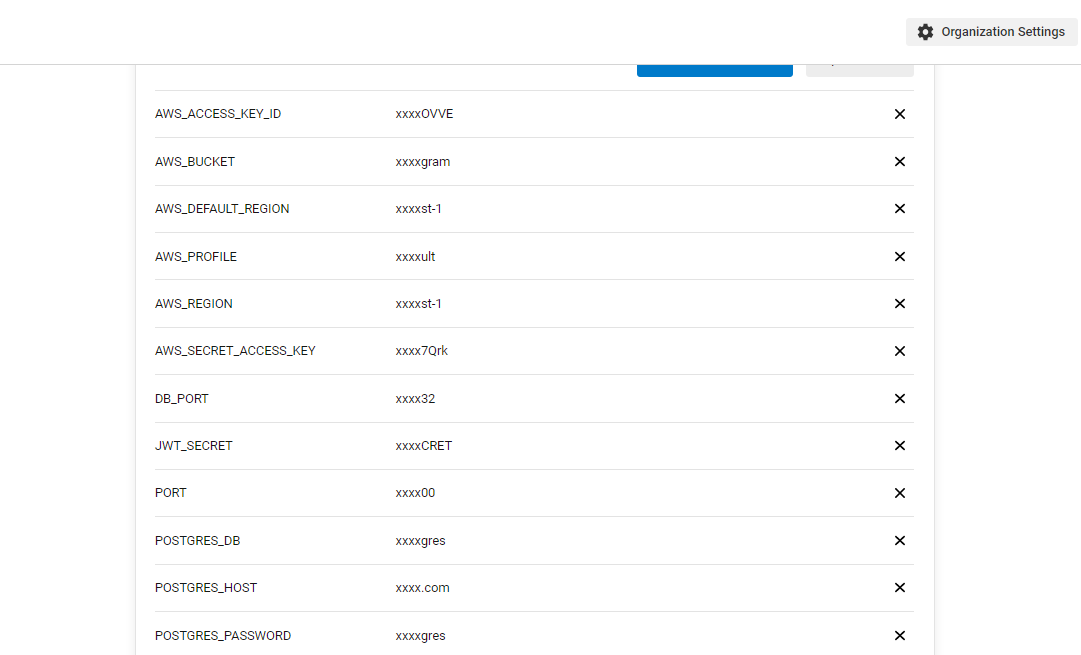 Organization Settings
AWS_ACCESS_KEY_ID xxxxOVVE
AWS_BUCKET xxxxgram
AWS_DEFAULT_REGION xxxxst-1
AWS_PROFILE xxxxult
AWS_REGION xxxxst-1
AWS_SECRET_ACCESS_KEY xxxx7Qrk
DB_PORT xxxx32
JWT_SECRET xxxxCRET
PORT xxxx00
POSTGRES_DB xxxxgres
POSTGRES_HOST xxxx.com
POSTGRES_PASSWORD xxxxgres